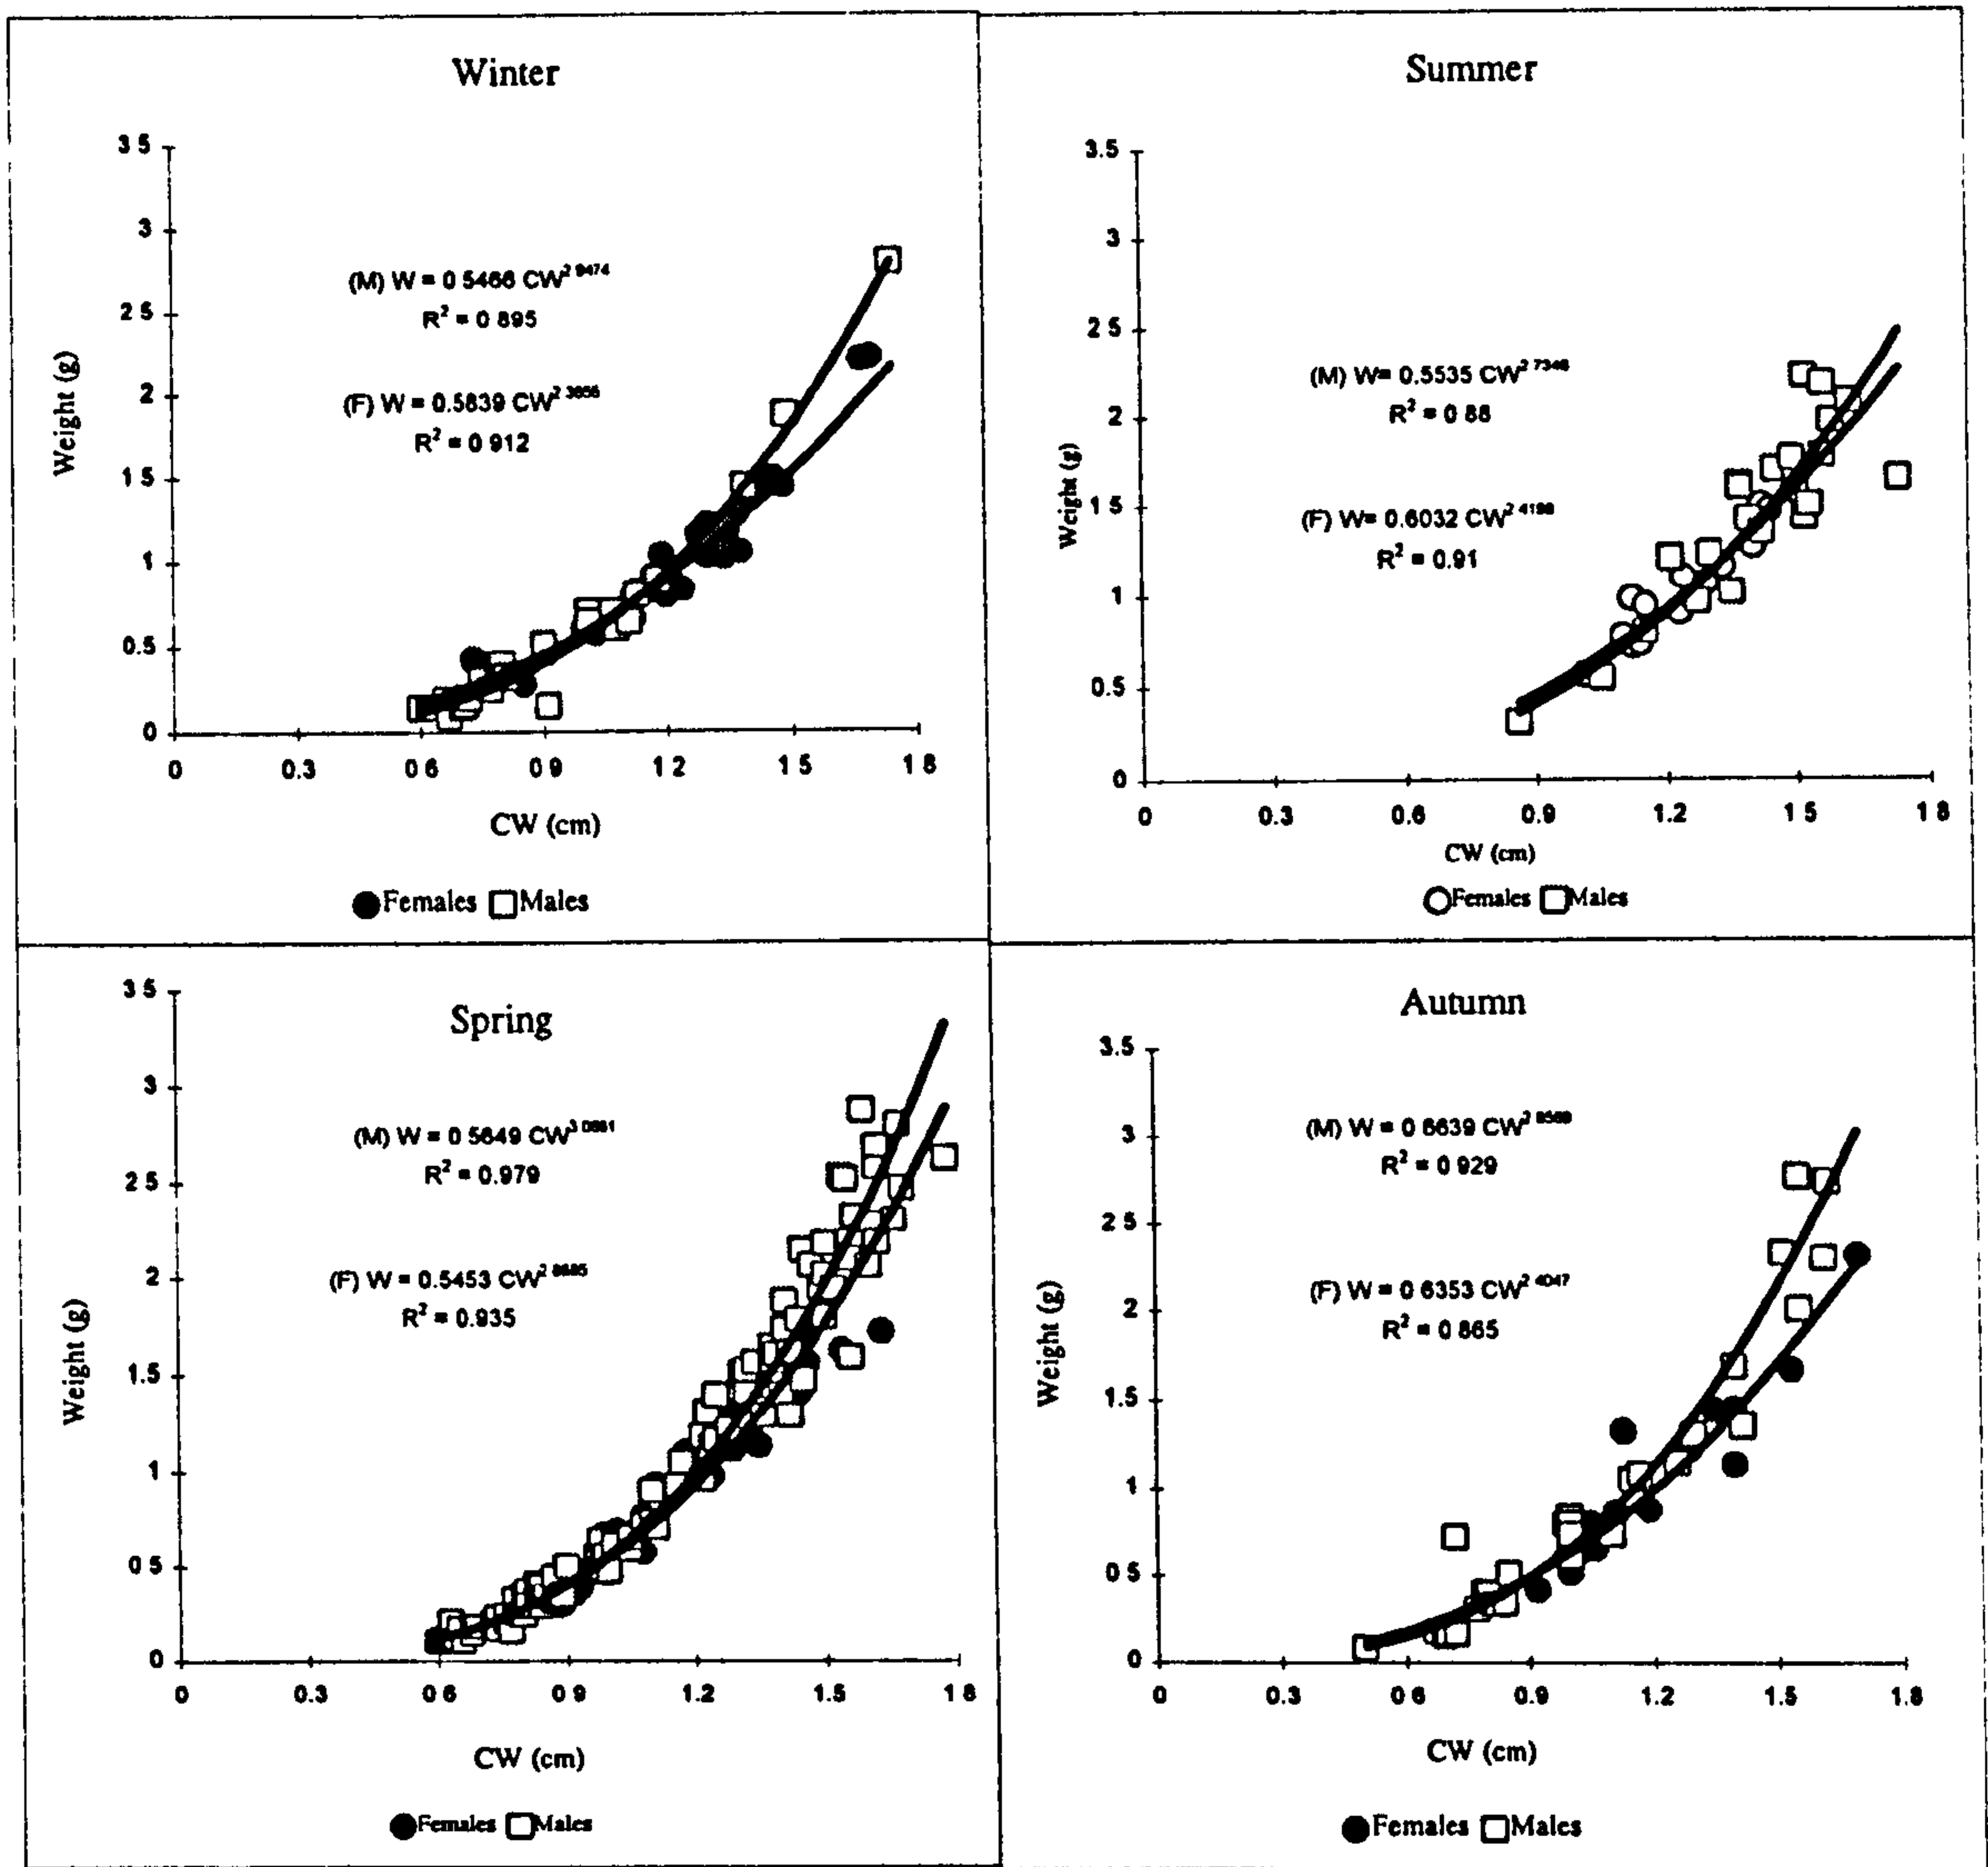 Winter
3 5
3
2 5
2
1 5
1
0.5
0
Weight (g)
(M) W = 0 5466 CW^2 9474
R² = 0 895
(F) W = 0.5839 CW
R² = 0 912
0 0.3 0 6 0 9 1 2 1 5 1 8
CW (cm)
Females Males
Summer
3.5
3
2 5
2
1 5
1
0.5
0
Weight (g)
(M) W= 0.5535 CW
R² = 0 88
(F) W= 0.6032 CW
R² = 0.91
0 0.3 0.6 0.9 1.2 1 5 1 8
CW (cm)
Females Males
Spring
3 5
3
2 5
2
1.5
1
0 5
0
Weight (g)
(M) W = 0.5649 CW
R² = 0.979
(F) W = 0.5453 CW
R² = 0.935
0 0.3 0 6 0 9 1.2 1.5 1 8
CW (cm)
Females Males
Autumn
3.5
3
2 5
2
1.5
1
0 5
0
Weight (g)
(M) W = 0 6639 CW
R² = 0 929
(F) W = 0 6353 CW^2 4047
R² = 0 865
0 0.3 0 6 0.9 1.2 1.5 1.8
CW (cm)
Females Males